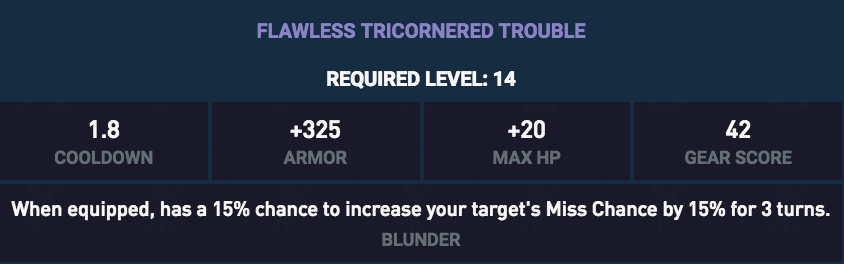 FLAWLESS TRICORNERED TROUBLE
REQUIRED LEVEL: 14
1.8 +325 +20 42
COOLDOWN ARMOR MAX HP GEAR SCORE
When equipped, has a 15% chance to increase your target's Miss Chance by 15% for 3 turns.
BLUNDER